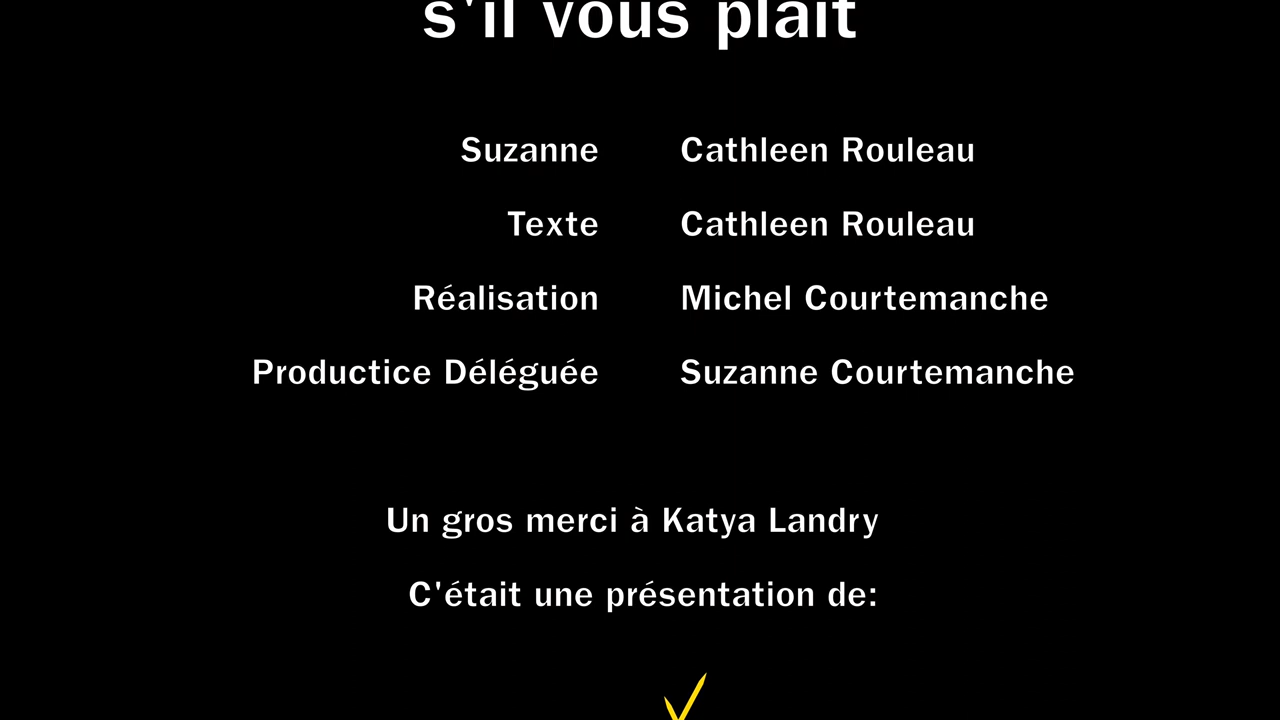 s'il vous plait
Suzanne Cathleen Rouleau
Texte Cathleen Rouleau
Réalisation Michel Courtemanche
Productice Déléguée Suzanne Courtemanche
Un gros merci à Katya Landry
C'était une présentation de: